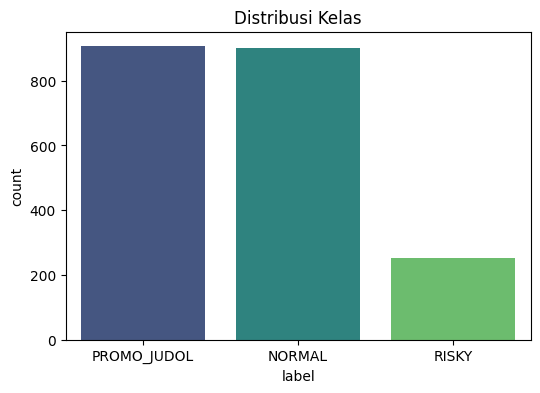 Distribusi Kelas
count
800
600
400
200
0
PROMO_JUDOL NORMAL RISKY
label